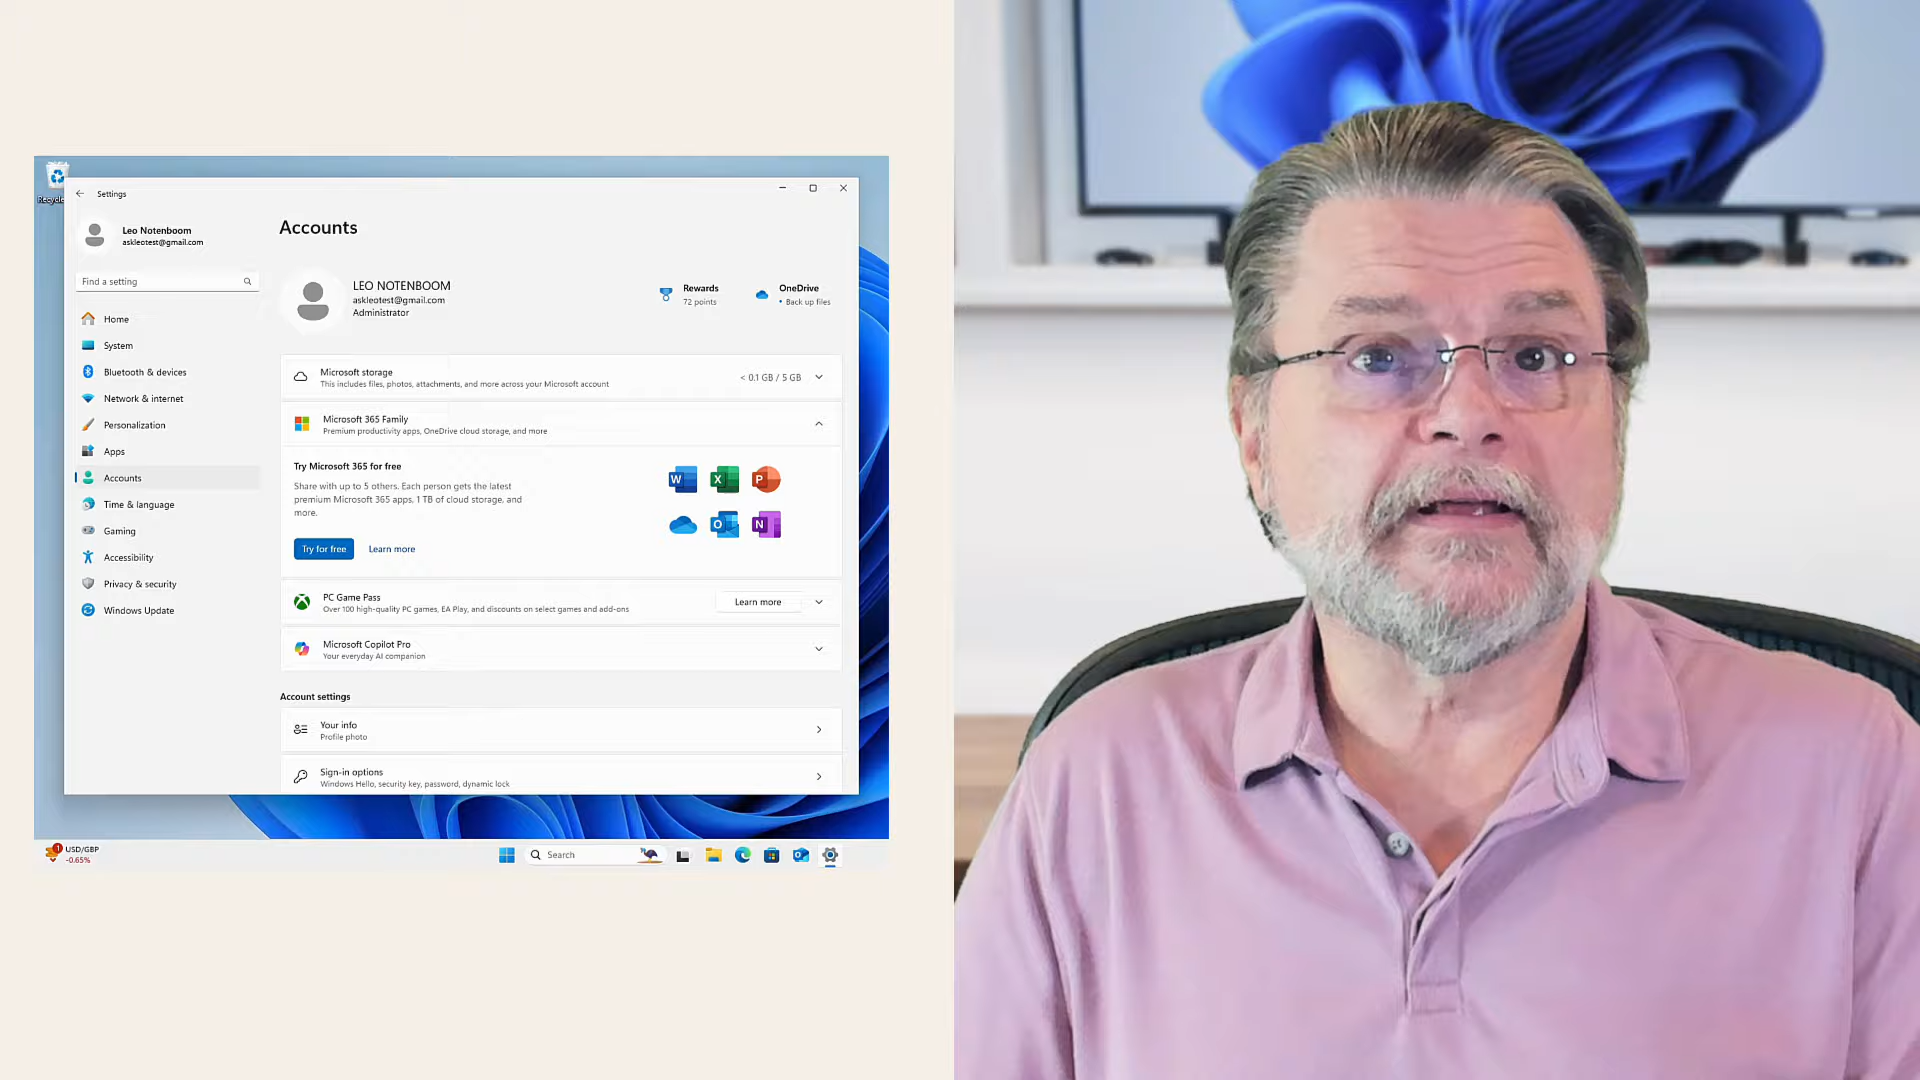 Recycle
Settings
Leo Notenboom
askleotest@gmail.com
Find a setting
Home
System
Bluetooth & devices
Network & internet
Personalization
Apps
Accounts
Time & language
Gaming
Accessibility
Privacy & security
Windows Update
Accounts
LEO NOTENBOOM
askleotest@gmail.com
Administrator
Rewards
72 points
OneDrive
• Back up files
Microsoft storage
This includes files, photos, attachments, and more across your Microsoft account
< 0.1 GB / 5 GB
Microsoft 365 Family
Premium productivity apps, OneDrive cloud storage, and more
Try Microsoft 365 for free
Share with up to 5 others. Each person gets the latest
premium Microsoft 365 apps, 1 TB of cloud storage, and
more.
W X P
O N
Try for free
Learn more
PC Game Pass
Over 100 high-quality PC games, EA Play, and discounts on select games and add-ons
Learn more
Microsoft Copilot Pro
Your everyday AI companion
Account settings
Your info
Profile photo
Sign-in options
Windows Hello, security key, password, dynamic lock
1
USD/GBP
-0.65%
Search